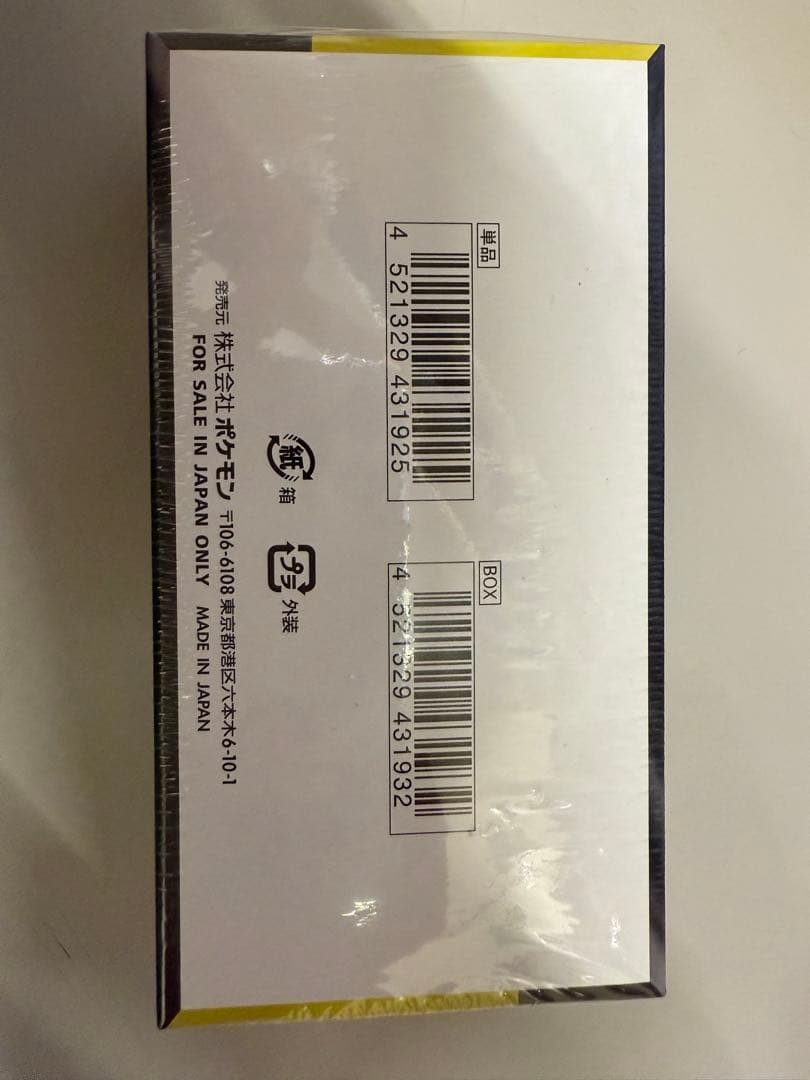 単品
4 521329 431925
BOX
4 521329 431932
紙 箱
プラ 外装
発売元 株式会社 ポケモン 〒106-6108 東京都港区六本木6-10-1
FOR SALE IN JAPAN ONLY MADE IN JAPAN